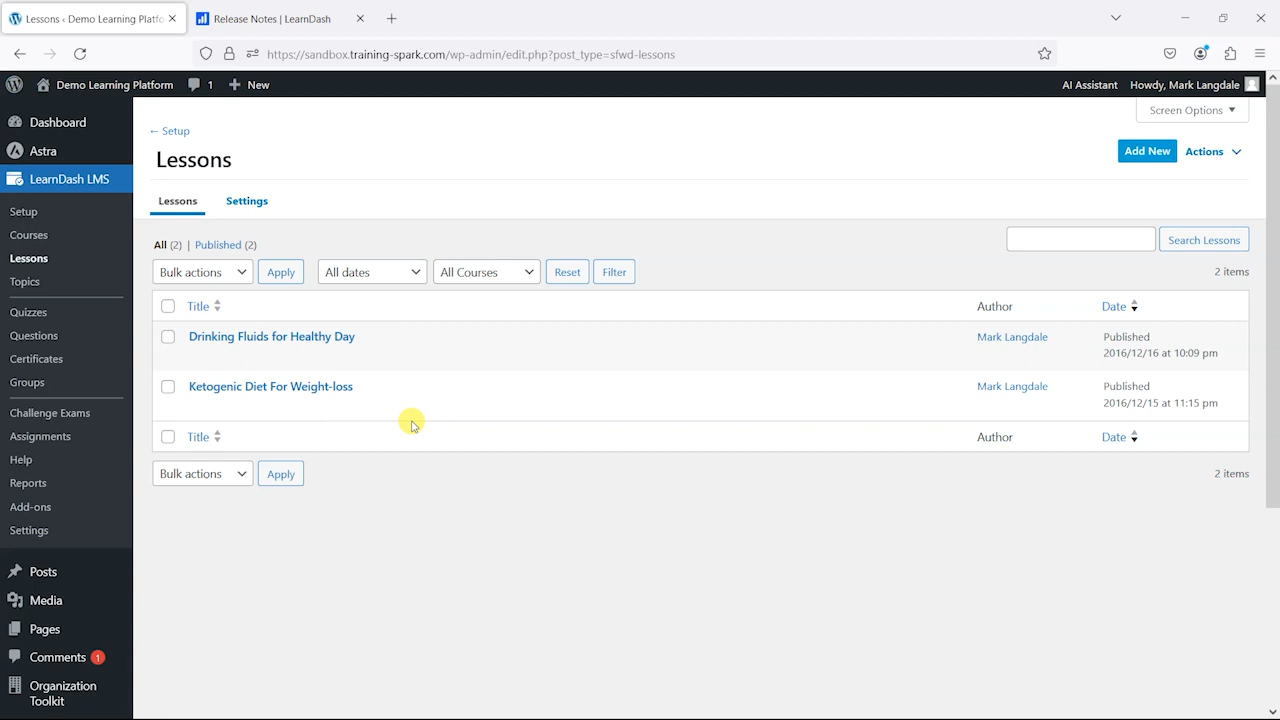 Lessons ‹ Demo Learning Platfo
Release Notes | LearnDash
https://sandbox.training-spark.com/wp-admin/edit.php?post_type=sfwd-lessons
Demo Learning Platform
1
New
AI Assistant
Howdy, Mark Langdale
Dashboard
Astra
LearnDash LMS
Setup
Courses
Lessons
Topics
Quizzes
Questions
Certificates
Groups
Challenge Exams
Assignments
Help
Reports
Add-ons
Settings
Posts
Media
Pages
Comments 1
Organization
Toolkit
Screen Options
← Setup
Lessons
Add New
Actions
Lessons
Settings
All (2) | Published (2)
Search Lessons
Bulk actions
Apply
All dates
All Courses
Reset
Filter
2 items
Title
Author
Date
Drinking Fluids for Healthy Day
Mark Langdale
Published
2016/12/16 at 10:09 pm
Ketogenic Diet For Weight-loss
Mark Langdale
Published
2016/12/15 at 11:15 pm
Title
Author
Date
Bulk actions
Apply
2 items